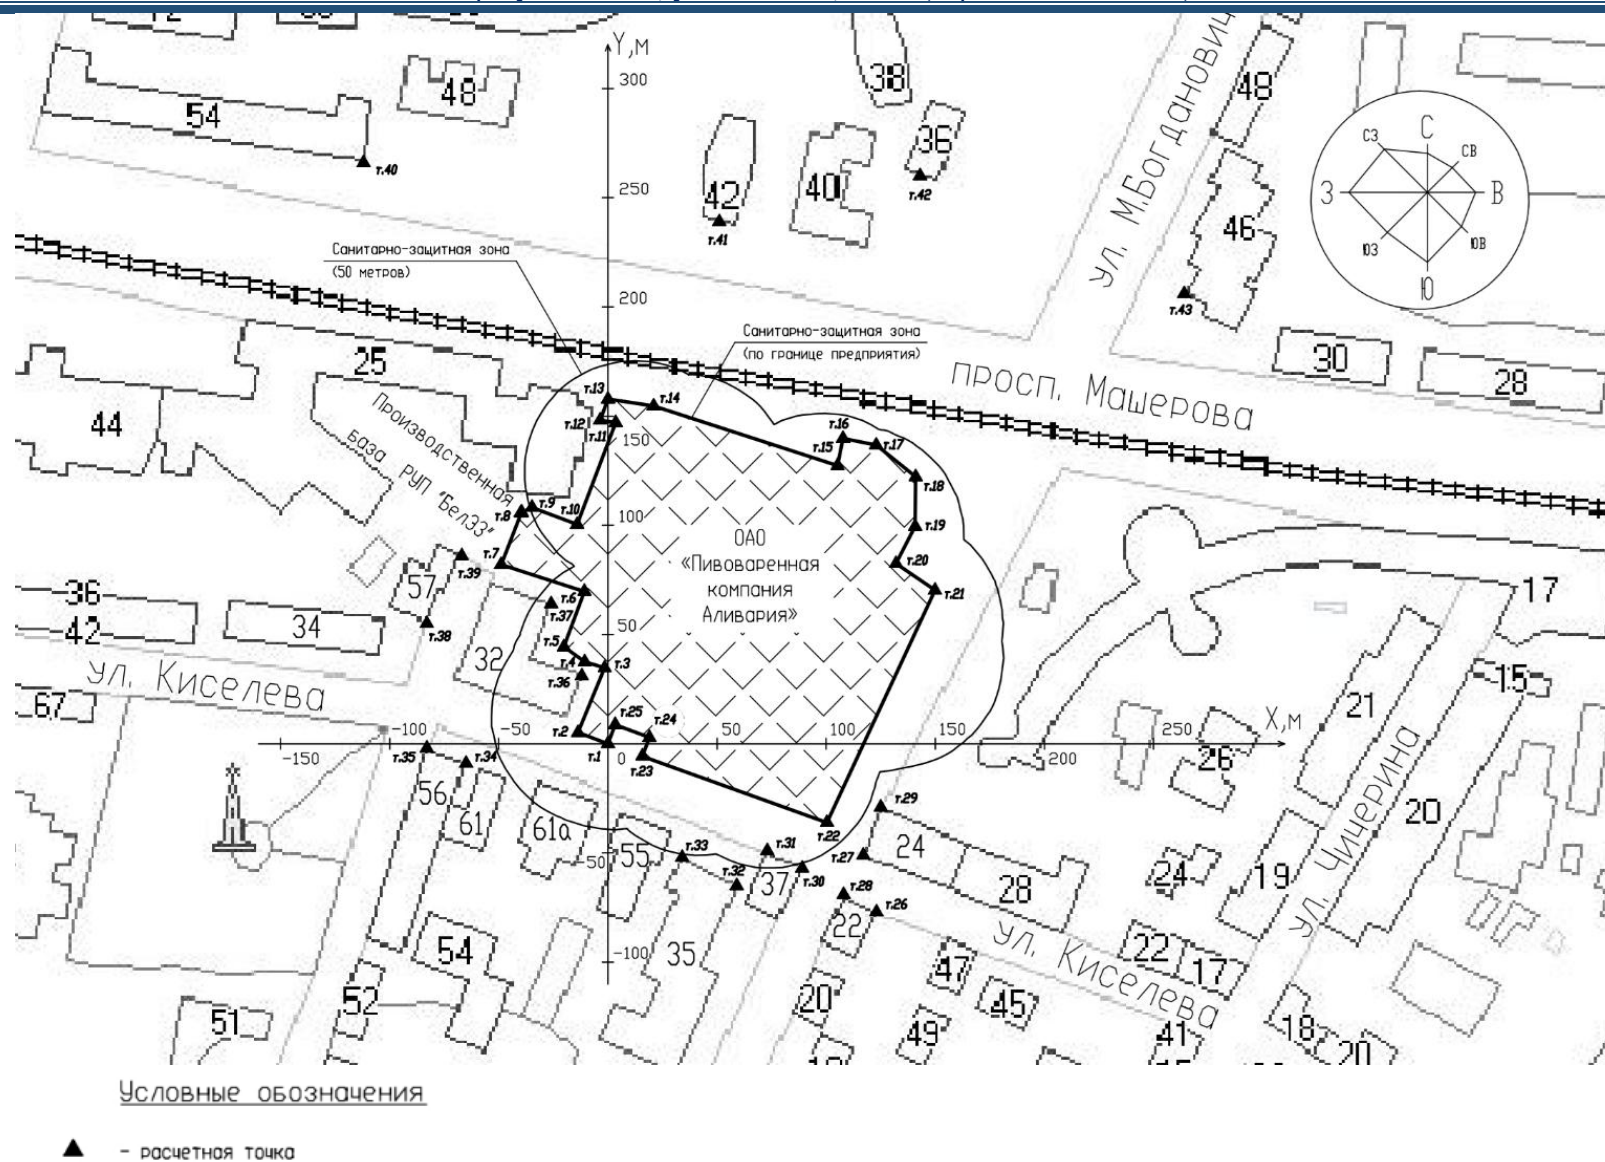 Y,м
300
250
200
150
100
50
0
-50
-100
-150
-100
-50
50
100
150
200
250
X,м
54
48
38
36
42
40
48
46
30
28
С
СВ
В
ЮВ
Ю
ЮЗ
З
СЗ
ул. М.Богданович
т.40
т.41
т.42
т.43
Санитарно-защитная зона
(50 метров)
Санитарно-защитная зона
(по границе предприятия)
просп. Машерова
25
44
Производственная
база РУП "БелЭЗ"
т.13
т.14
т.12
т.11
т.16
т.15
т.17
т.18
т.19
т.20
т.21
т.9
т.8
т.10
т.7
т.39
т.6
т.37
т.38
т.5
т.4
т.3
т.36
т.2
т.1
т.25
т.24
т.23
т.22
ОАО
«Пивоваренная
компания
Аливария»
36
42
34
57
32
67
ул. Киселева
17
15
21
26
20
ул. Чичерина
т.35
т.34
56
61
61а
55
т.33
т.31
т.32
т.30
37
т.29
т.27
т.28
т.26
24
28
22
35
24
19
54
52
51
20
47
45
49
22
17
41
18
20
ул. Киселева
Условные обозначения
- расчетная точка